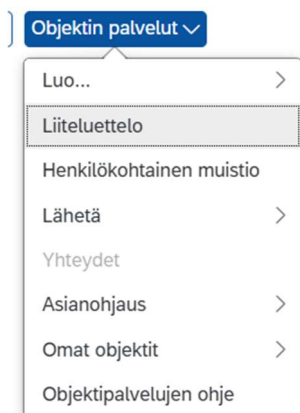 Objektin palvelut
Luo...
Liiteluettelo
Henkilökohtainen muistio
Lähetä
Yhteydet
Asianohjaus
Omat objektit
Objektipalvelujen ohje